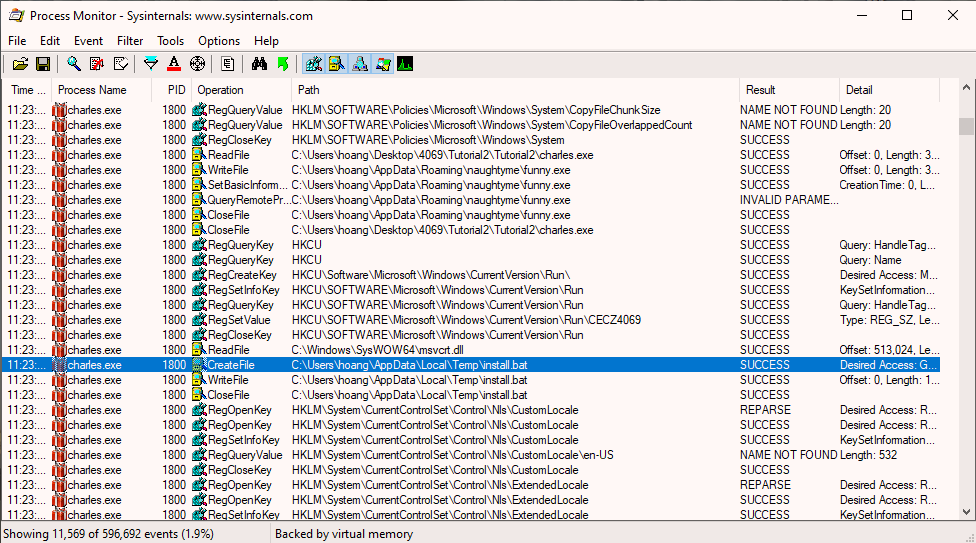 Process Monitor - Sysinternals: www.sysinternals.com
File Edit Event Filter Tools Options Help
Time ... Process Name PID Operation Path Result Detail
11:23:... charles.exe 1800 RegQueryValue HKLM\SOFTWARE\Policies\Microsoft\Windows\System\CopyFileChunkSize NAME NOT FOUND Length: 20
11:23:... charles.exe 1800 RegQueryValue HKLM\SOFTWARE\Policies\Microsoft\Windows\System\CopyFileOverlappedCount NAME NOT FOUND Length: 20
11:23:... charles.exe 1800 RegCloseKey HKLM\SOFTWARE\Policies\Microsoft\Windows\System SUCCESS
11:23:... charles.exe 1800 ReadFile C:\Users\hoang\Desktop\4069\Tutorial2\Tutorial2\charles.exe SUCCESS Offset: 0, Length: 3...
11:23:... charles.exe 1800 WriteFile C:\Users\hoang\AppData\Roaming\naughtyme\funny.exe SUCCESS Offset: 0, Length: 3...
11:23:... charles.exe 1800 SetBasicInform... C:\Users\hoang\AppData\Roaming\naughtyme\funny.exe SUCCESS CreationTime: 0, L...
11:23:... charles.exe 1800 QueryRemotePr... C:\Users\hoang\AppData\Roaming\naughtyme\funny.exe INVALID PARAME...
11:23:... charles.exe 1800 CloseFile C:\Users\hoang\AppData\Roaming\naughtyme\funny.exe SUCCESS
11:23:... charles.exe 1800 CloseFile C:\Users\hoang\Desktop\4069\Tutorial2\Tutorial2\charles.exe SUCCESS
11:23:... charles.exe 1800 RegQueryKey HKCU SUCCESS Query: HandleTag...
11:23:... charles.exe 1800 RegQueryKey HKCU SUCCESS Query: Name
11:23:... charles.exe 1800 RegCreateKey HKCU\Software\Microsoft\Windows\CurrentVersion\Run\ SUCCESS Desired Access: M...
11:23:... charles.exe 1800 RegSetInfoKey HKCU\SOFTWARE\Microsoft\Windows\CurrentVersion\Run SUCCESS KeySetInformation...
11:23:... charles.exe 1800 RegQueryKey HKCU\SOFTWARE\Microsoft\Windows\CurrentVersion\Run SUCCESS Query: HandleTag...
11:23:... charles.exe 1800 RegSetValue HKCU\SOFTWARE\Microsoft\Windows\CurrentVersion\Run\CECZ4069 SUCCESS Type: REG_SZ, Le...
11:23:... charles.exe 1800 RegCloseKey HKCU\SOFTWARE\Microsoft\Windows\CurrentVersion\Run SUCCESS
11:23:... charles.exe 1800 ReadFile C:\Windows\SysWOW64\msvcrt.dll SUCCESS Offset: 513,024, Le...
11:23:... charles.exe 1800 CreateFile C:\Users\hoang\AppData\Local\Temp\install.bat SUCCESS Desired Access: G...
11:23:... charles.exe 1800 WriteFile C:\Users\hoang\AppData\Local\Temp\install.bat SUCCESS Offset: 0, Length: 1...
11:23:... charles.exe 1800 CloseFile C:\Users\hoang\AppData\Local\Temp\install.bat SUCCESS
11:23:... charles.exe 1800 RegOpenKey HKLM\System\CurrentControlSet\Control\Nls\CustomLocale REPARSE Desired Access: R...
11:23:... charles.exe 1800 RegOpenKey HKLM\System\CurrentControlSet\Control\Nls\CustomLocale SUCCESS Desired Access: R...
11:23:... charles.exe 1800 RegSetInfoKey HKLM\System\CurrentControlSet\Control\Nls\CustomLocale SUCCESS KeySetInformation...
11:23:... charles.exe 1800 RegQueryValue HKLM\System\CurrentControlSet\Control\Nls\CustomLocale\en-US NAME NOT FOUND Length: 532
11:23:... charles.exe 1800 RegCloseKey HKLM\System\CurrentControlSet\Control\Nls\CustomLocale SUCCESS
11:23:... charles.exe 1800 RegOpenKey HKLM\System\CurrentControlSet\Control\Nls\ExtendedLocale REPARSE Desired Access: R...
11:23:... charles.exe 1800 RegOpenKey HKLM\System\CurrentControlSet\Control\Nls\ExtendedLocale SUCCESS Desired Access: R...
11:23:... charles.exe 1800 RegSetInfoKey HKLM\System\CurrentControlSet\Control\Nls\ExtendedLocale SUCCESS KeySetInformation...
Showing 11,569 of 596,692 events (1.9%) Backed by virtual memory